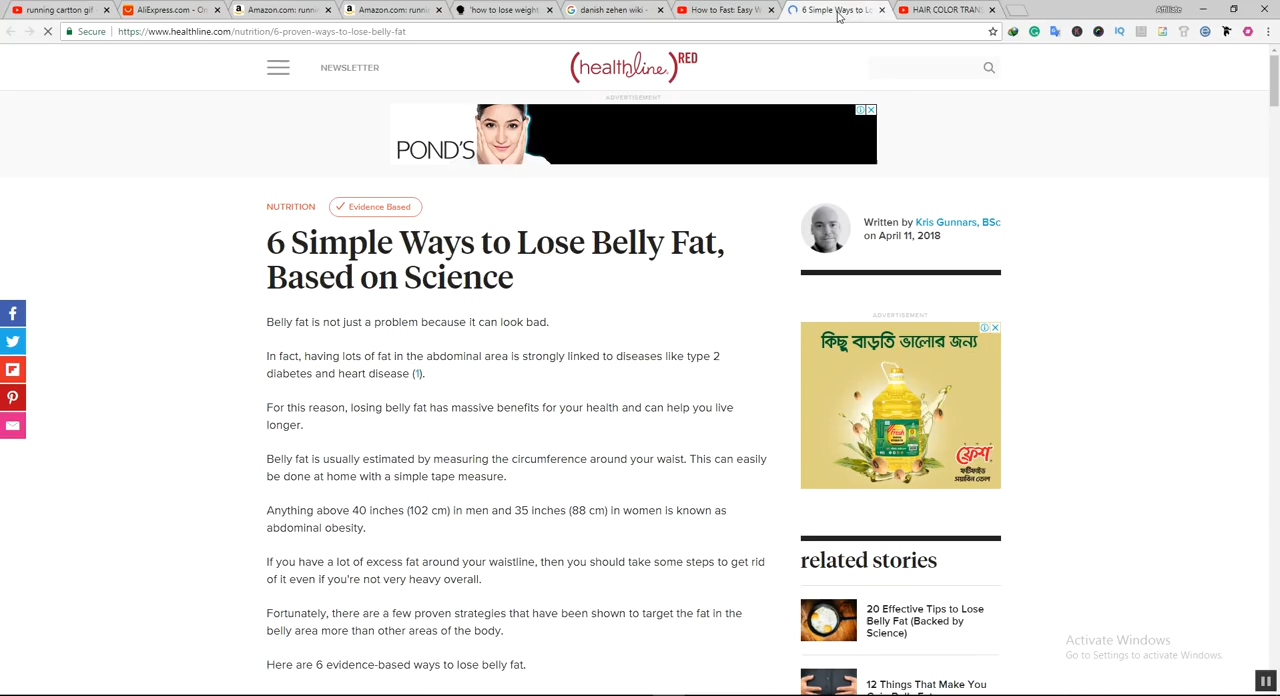 running cartton gif
AliExpress.com - On
Amazon.com: runni
Amazon.com: runni
'how to lose weight
danish zehen wiki -
How to Fast: Easy W
6 Simple Ways to Lo
HAIR COLOR TRAN
Affiliate
Secure
https://www.healthline.com/nutrition/6-proven-ways-to-lose-belly-fat
NEWSLETTER
(healthline.) RED
ADVERTISEMENT
POND'S
NUTRITION
Evidence Based
6 Simple Ways to Lose Belly Fat,
Based on Science
Belly fat is not just a problem because it can look bad.
In fact, having lots of fat in the abdominal area is strongly linked to diseases like type 2
diabetes and heart disease (1).
For this reason, losing belly fat has massive benefits for your health and can help you live
longer.
Belly fat is usually estimated by measuring the circumference around your waist. This can easily
be done at home with a simple tape measure.
Anything above 40 inches (102 cm) in men and 35 inches (88 cm) in women is known as
abdominal obesity.
If you have a lot of excess fat around your waistline, then you should take some steps to get rid
of it even if you're not very heavy overall.
Fortunately, there are a few proven strategies that have been shown to target the fat in the
belly area more than other areas of the body.
Here are 6 evidence-based ways to lose belly fat.
Written by Kris Gunnars, BSc
on April 11, 2018
ADVERTISEMENT
কিছু বাড়তি ভালোর জন্য
ফ্রেশ
ফর্টিফাইড
সয়াবিন তেল
related stories
20 Effective Tips to Lose
Belly Fat (Backed by
Science)
12 Things That Make You
Activate Windows
Go to Settings to activate Windows.